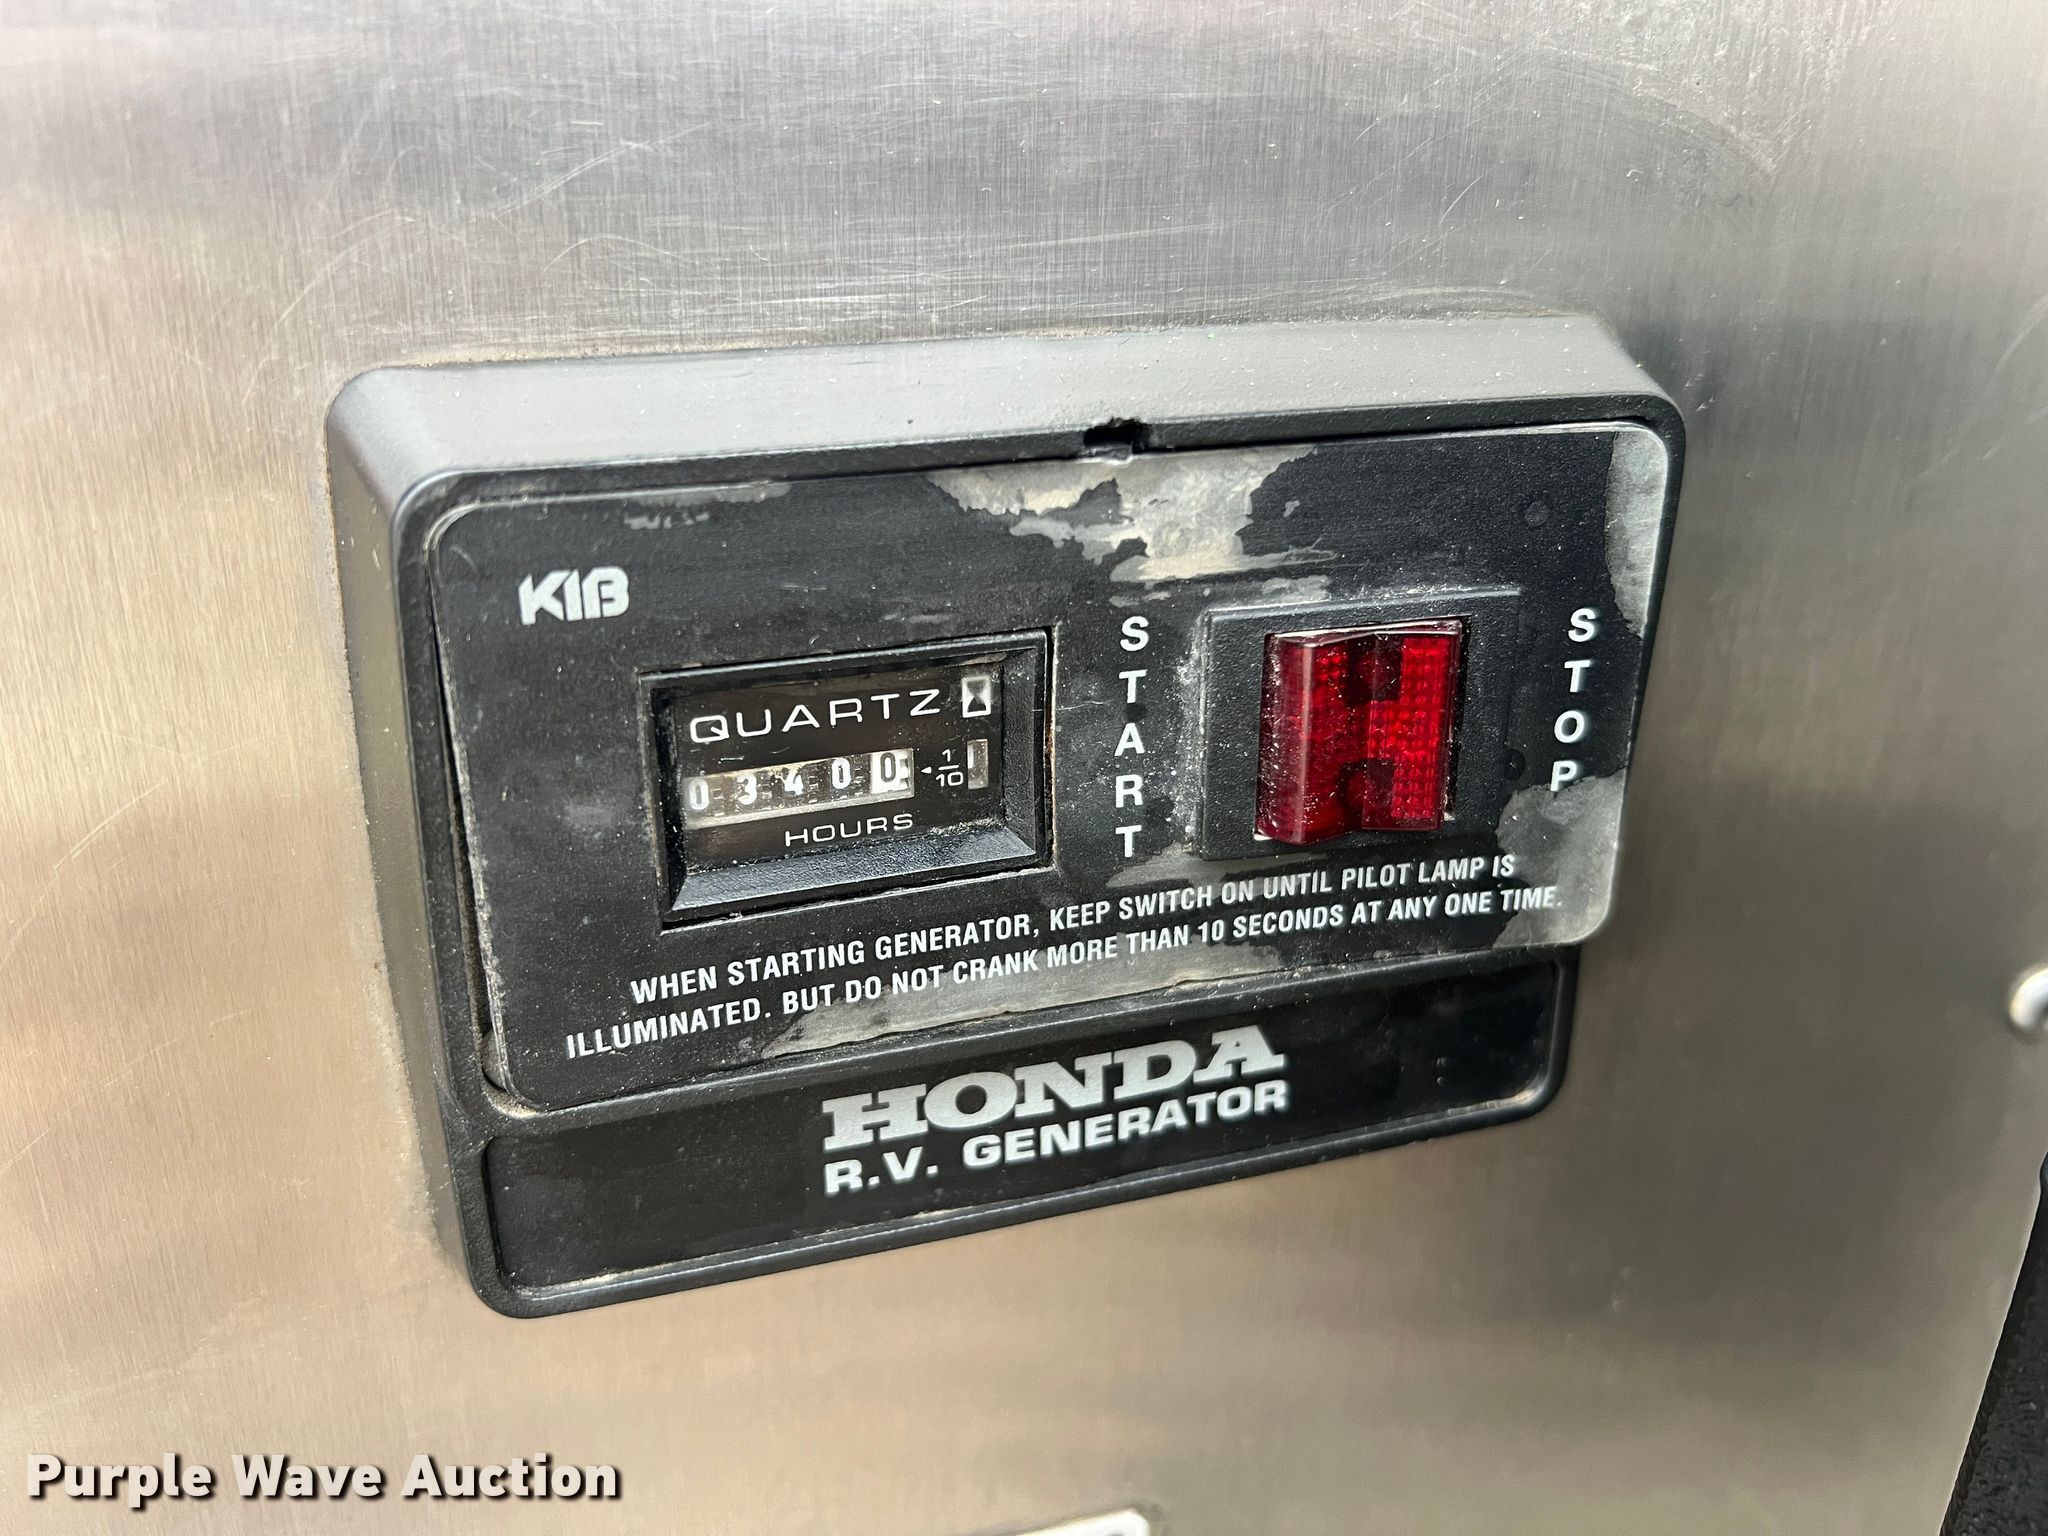 KIB
QUARTZ
03400 1/10
HOURS
START
STOP
WHEN STARTING GENERATOR, KEEP SWITCH ON UNTIL PILOT LAMP IS
ILLUMINATED. BUT DO NOT CRANK MORE THAN 10 SECONDS AT ANY ONE TIME.
HONDA
R.V. GENERATOR
Purple Wave Auction